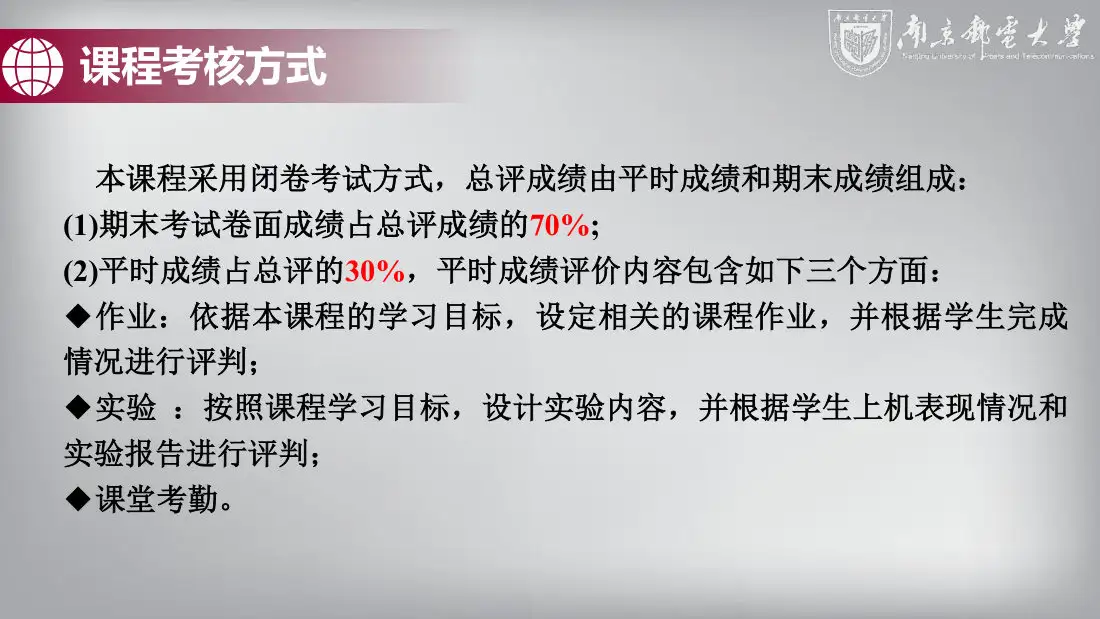 课程考核方式
南京邮电大学
Nanjing University of Posts and Telecommunications
本课程采用闭卷考试方式，总评成绩由平时成绩和期末成绩组成：
(1)期末考试卷面成绩占总评成绩的70%;
(2)平时成绩占总评的30%，平时成绩评价内容包含如下三个方面：
◆作业：依据本课程的学习目标，设定相关的课程作业，并根据学生完成
情况进行评判；
◆实验 ：按照课程学习目标，设计实验内容，并根据学生上机表现情况和
实验报告进行评判；
◆课堂考勤。